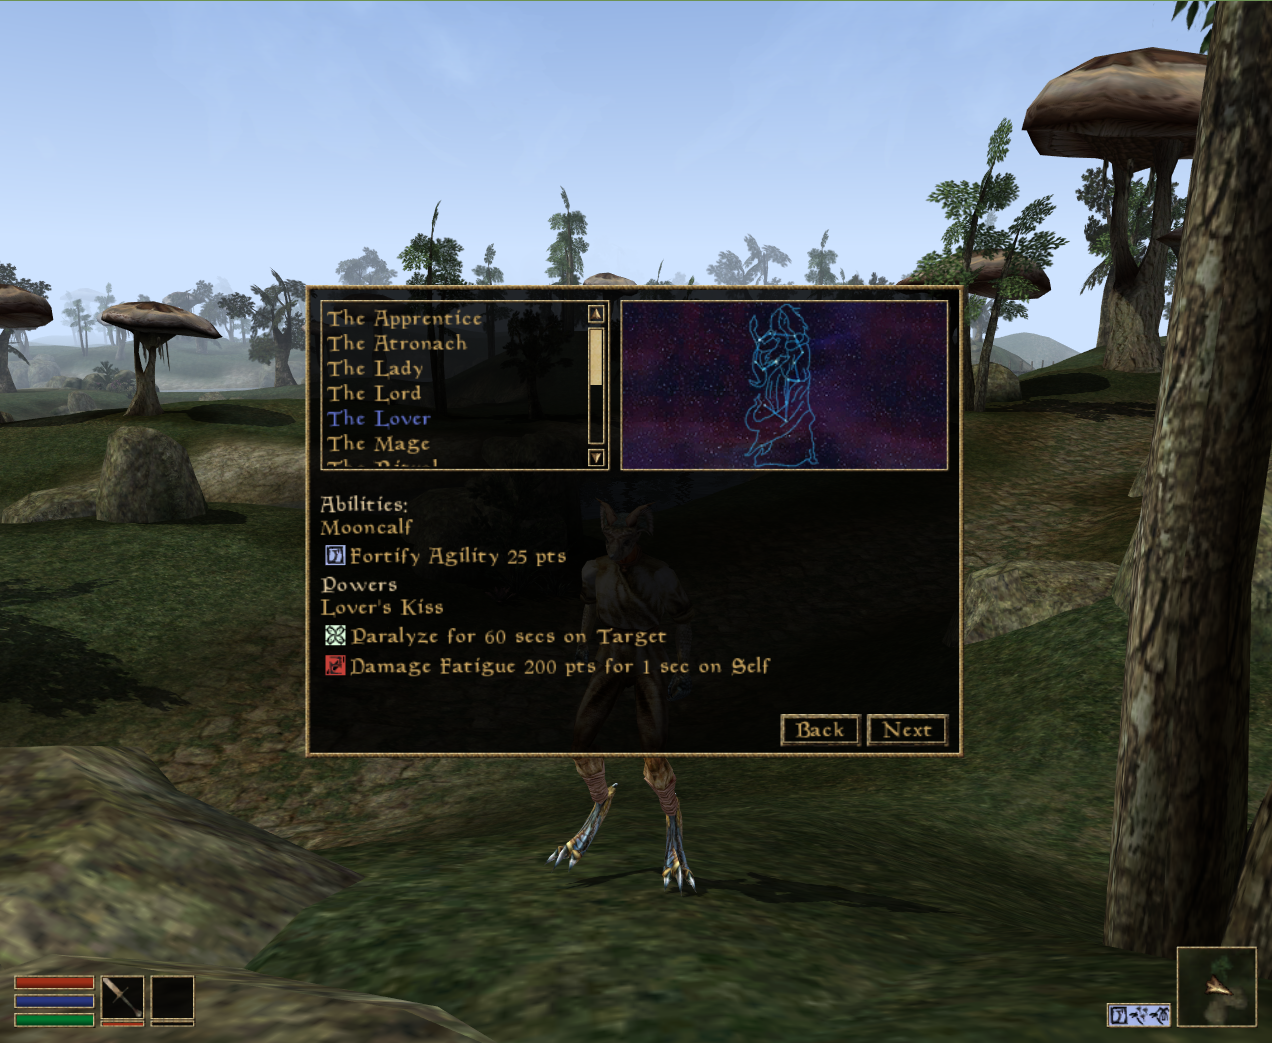 The Apprentice
The Atronach
The Lady
The Lord
The Lover
The Mage
Abilities:
Mooncalf
Fortify Agility 25 pts
Powers
Lover's Kiss
Paralyze for 60 secs on Target
Damage Fatigue 200 pts for 1 sec on Self
Back
Next